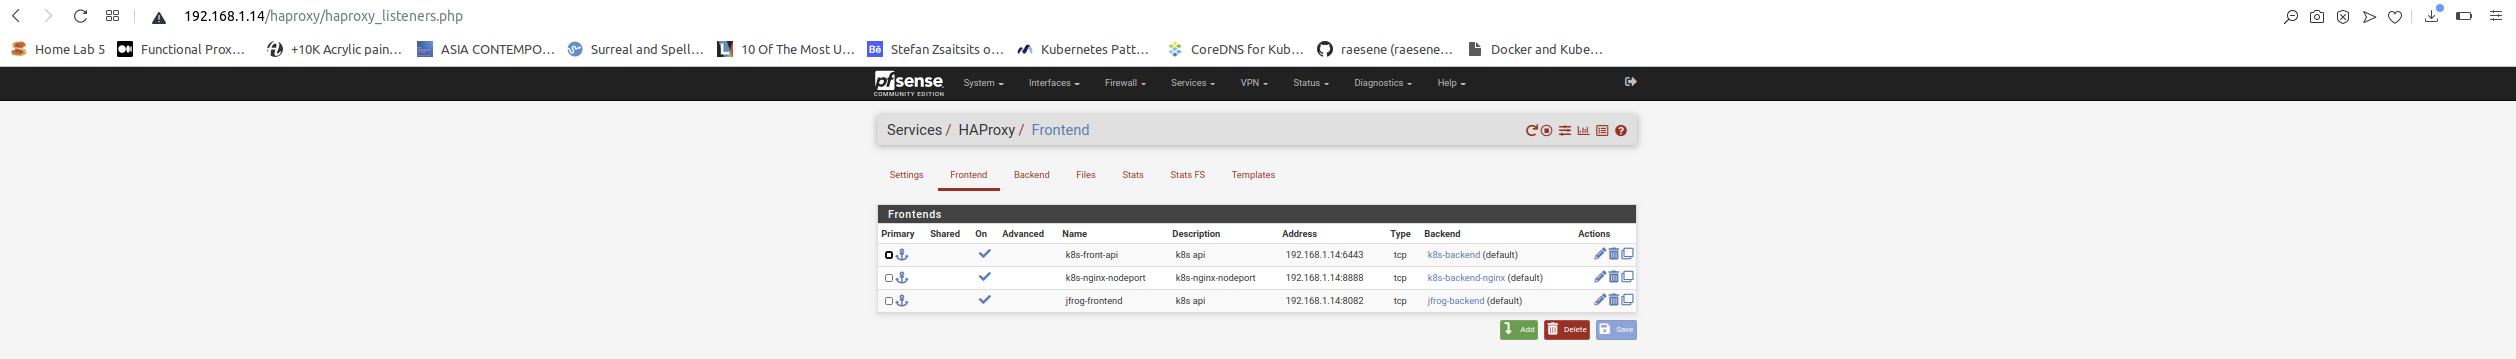 192.168.1.14/haproxy/haproxy_listeners.php
Home Lab 5 Functional Prox... +10K Acrylic pain... ASIA CONTEMPO... Surreal and Spell... 10 Of The Most U... Bē Stefan Zsaitsits o... Kubernetes Patt... CoreDNS for Kub... raesene (raesene... Docker and Kube...
pfsense System Interfaces Firewall Services VPN Status Diagnostics Help
COMMUNITY EDITION
Services / HAProxy / Frontend
Settings Frontend Backend Files Stats Stats FS Templates
Frontends
Primary Shared On Advanced Name Description Address Type Backend Actions
k8s-front-api k8s api 192.168.1.14:6443 tcp k8s-backend (default)
k8s-nginx-nodeport k8s-nginx-nodeport 192.168.1.14:8888 tcp k8s-backend-nginx (default)
jfrog-frontend k8s api 192.168.1.14:8082 tcp jfrog-backend (default)
Add Delete Save